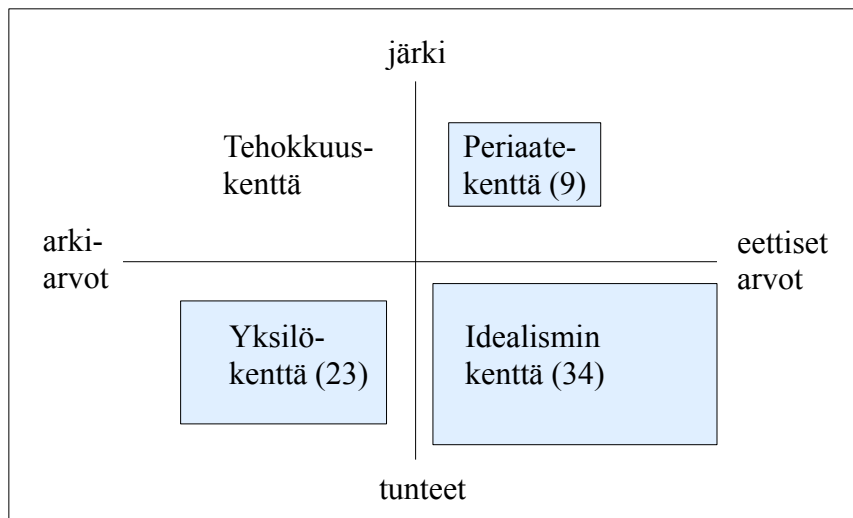 järki
Tehokkuus-
kenttä
Periaate-
kenttä (9)
arki-
arvot
eettiset
arvot
Yksilö-
kenttä (23)
Idealismin
kenttä (34)
tunteet